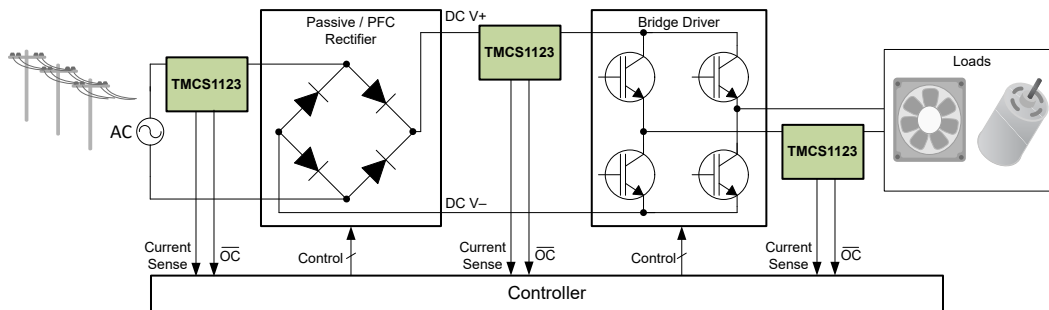 Passive / PFC
Rectifier
DC V+
Bridge Driver
TMCS1123
TMCS1123
Loads
AC
TMCS1123
DC V–
Current
Sense
OC
Control
Current
Sense
OC
Control
Current
Sense
OC
Controller